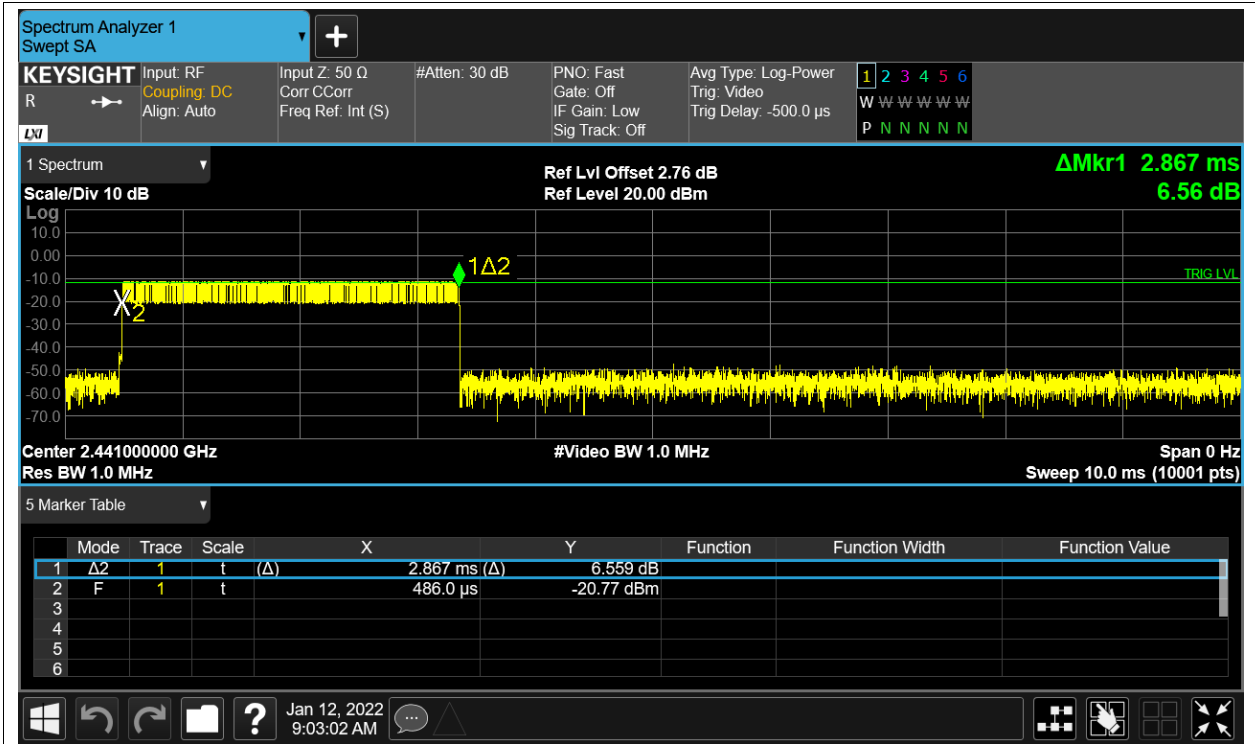 Spectrum Analyzer 1
Swept SA
+
KEYSIGHT Input: RF Input Z: 50 Ω #Atten: 30 dB PNO: Fast Avg Type: Log-Power 1 2 3 4 5 6
R Coupling: DC Corr CCorr Gate: Off Trig: Video W W W W W W
Align: Auto Freq Ref: Int (S) IF Gain: Low Trig Delay: -500.0 µs
LXI Sig Track: Off P N N N N N
1 Spectrum Ref Lvl Offset 2.76 dB ΔMkr1 2.867 ms
Scale/Div 10 dB Ref Level 20.00 dBm 6.56 dB
Log
10.0
0.00
1Δ2
-10.0 TRIG LVL
-20.0
X2
-30.0
-40.0
-50.0
-60.0
-70.0
Center 2.441000000 GHz #Video BW 1.0 MHz Span 0 Hz
Res BW 1.0 MHz Sweep 10.0 ms (10001 pts)
5 Marker Table
Mode Trace Scale X Y Function Function Width Function Value
1 Δ2 1 t (Δ) 2.867 ms (Δ) 6.559 dB
2 F 1 t 486.0 µs -20.77 dBm
3
4
5
6
? Jan 12, 2022
9:03:02 AM